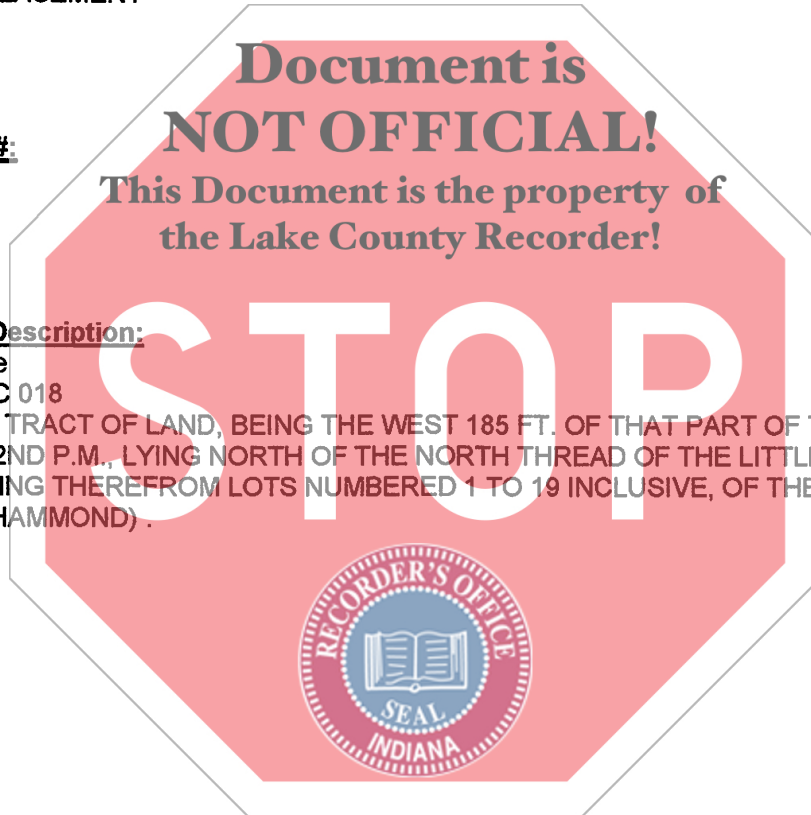 Document is
NOT OFFICIAL!
#:
This Document is the property of
the Lake County Recorder!
Description:
e
C 018
TRACT OF LAND, BEING THE WEST 185 FT. OF THAT PART OF
2ND P.M., LYING NORTH OF THE NORTH THREAD OF THE LITTLE
ING THEREFROM LOTS NUMBERED 1 TO 19 INCLUSIVE, OF THE
HAMMOND) .
STOP
RECORDER'S OFFICE
SEAL
INDIANA